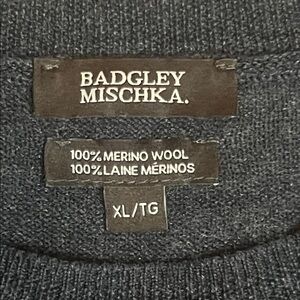 BADGLEY
MISCHKA.
100% MERINO WOOL
100% LAINE MÉRINOS
XL/TG